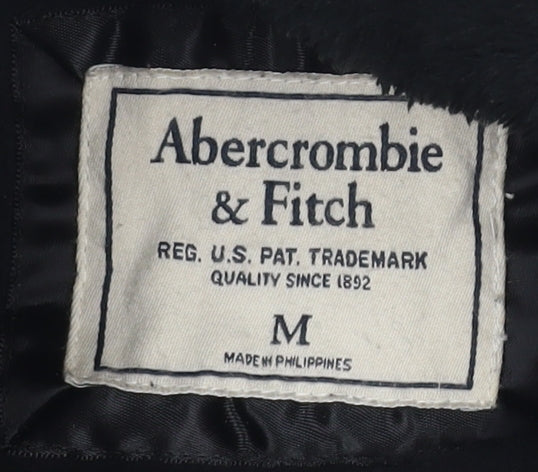 Abercrombie
& Fitch
REG. U.S. PAT. TRADEMARK
QUALITY SINCE 1892
M
MADE IN PHILIPPINES